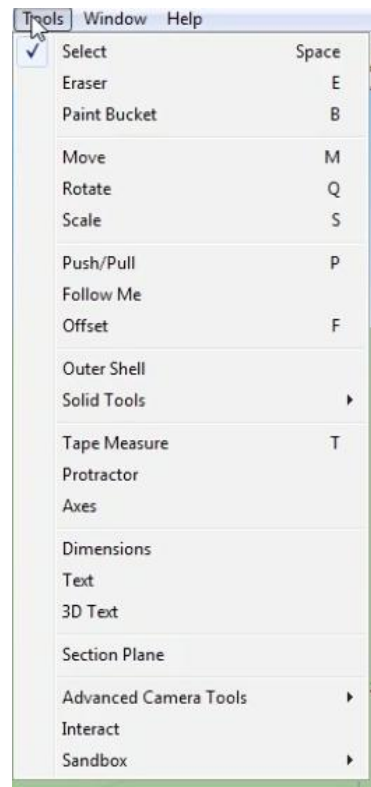 Tools Window Help
Select Space
Eraser E
Paint Bucket B
Move M
Rotate Q
Scale S
Push/Pull P
Follow Me
Offset F
Outer Shell
Solid Tools
Tape Measure T
Protractor
Axes
Dimensions
Text
3D Text
Section Plane
Advanced Camera Tools
Interact
Sandbox